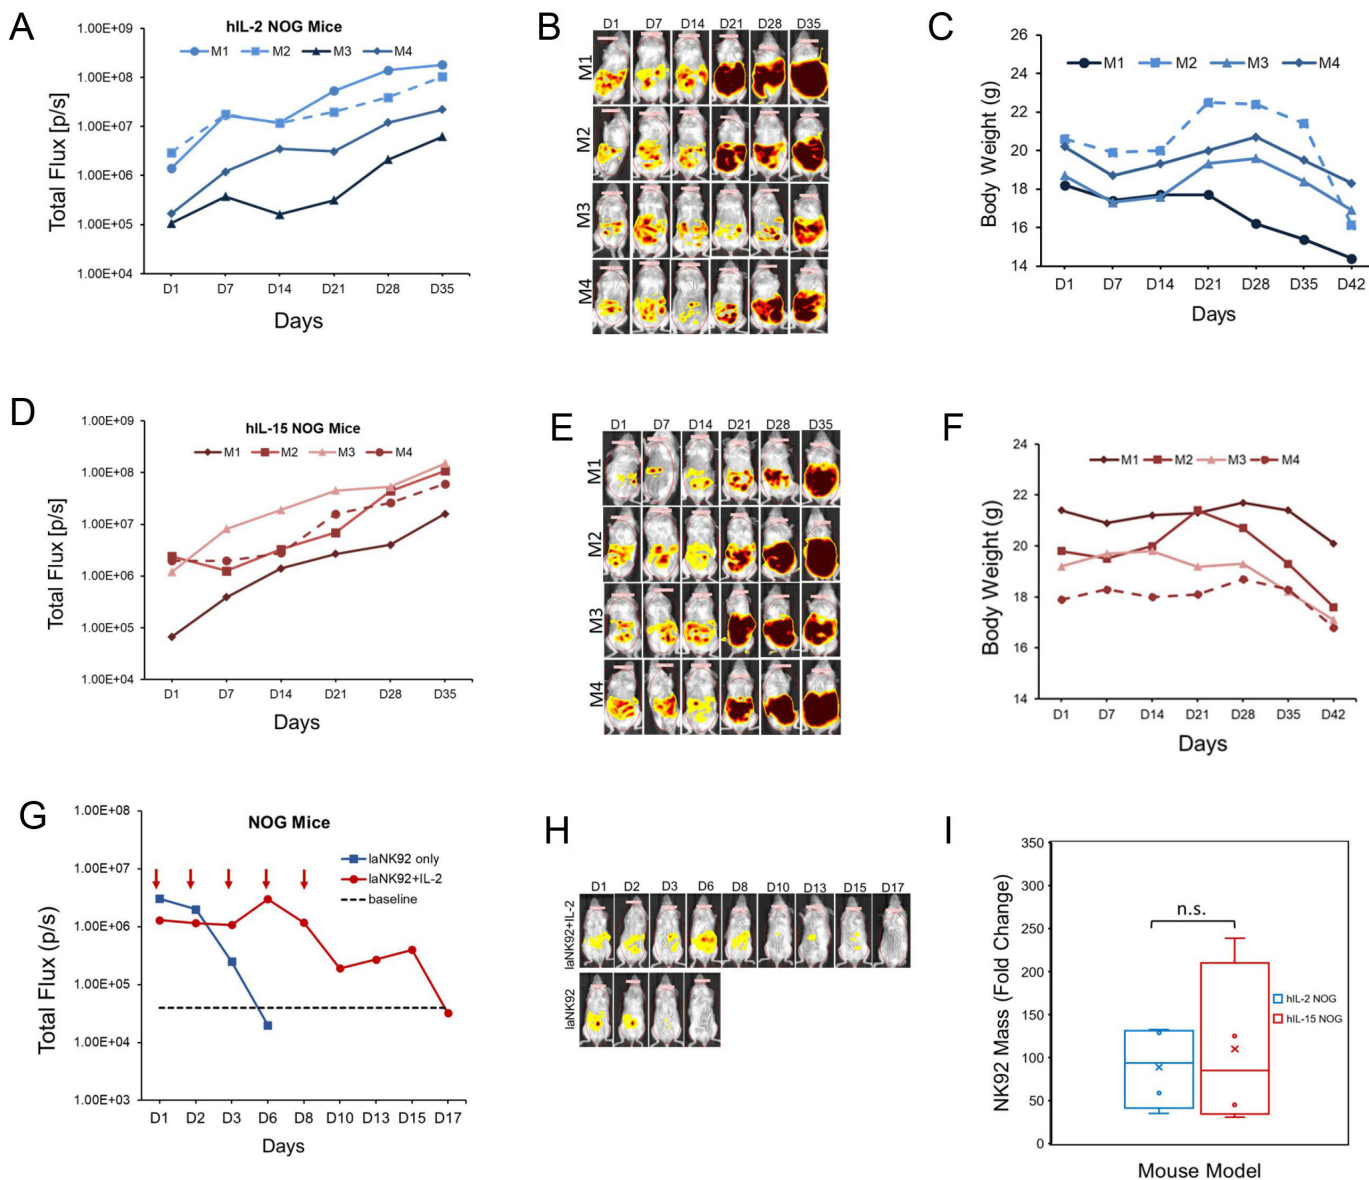 A
hIL-2 NOG Mice
M1 M2 M3 M4
Total Flux [p/s]
1.00E+09
1.00E+08
1.00E+07
1.00E+06
1.00E+05
1.00E+04
D1 D7 D14 D21 D28 D35
Days
B
D1 D7 D14 D21 D28 D35
M1
M2
M3
M4
C
M1 M2 M3 M4
Body Weight (g)
26
24
22
20
18
16
14
D1 D7 D14 D21 D28 D35 D42
Days
D
hIL-15 NOG Mice
M1 M2 M3 M4
Total Flux [p/s]
1.00E+09
1.00E+08
1.00E+07
1.00E+06
1.00E+05
1.00E+04
D1 D7 D14 D21 D28 D35
Days
E
D1 D7 D14 D21 D28 D35
M1
M2
M3
M4
F
M1 M2 M3 M4
Body Weight (g)
24
22
20
18
16
14
D1 D7 D14 D21 D28 D35 D42
Days
G
NOG Mice
laNK92 only
laNK92+IL-2
baseline
Total Flux (p/s)
1.00E+08
1.00E+07
1.00E+06
1.00E+05
1.00E+04
1.00E+03
D1 D2 D3 D6 D8 D10 D13 D15 D17
Days
H
D1 D2 D3 D6 D8 D10 D13 D15 D17
laNK92+IL-2
laNK92
I
NK92 Mass (Fold Change)
350
300
250
200
150
100
50
0
n.s.
hIL-2 NOG
hIL-15 NOG
Mouse Model